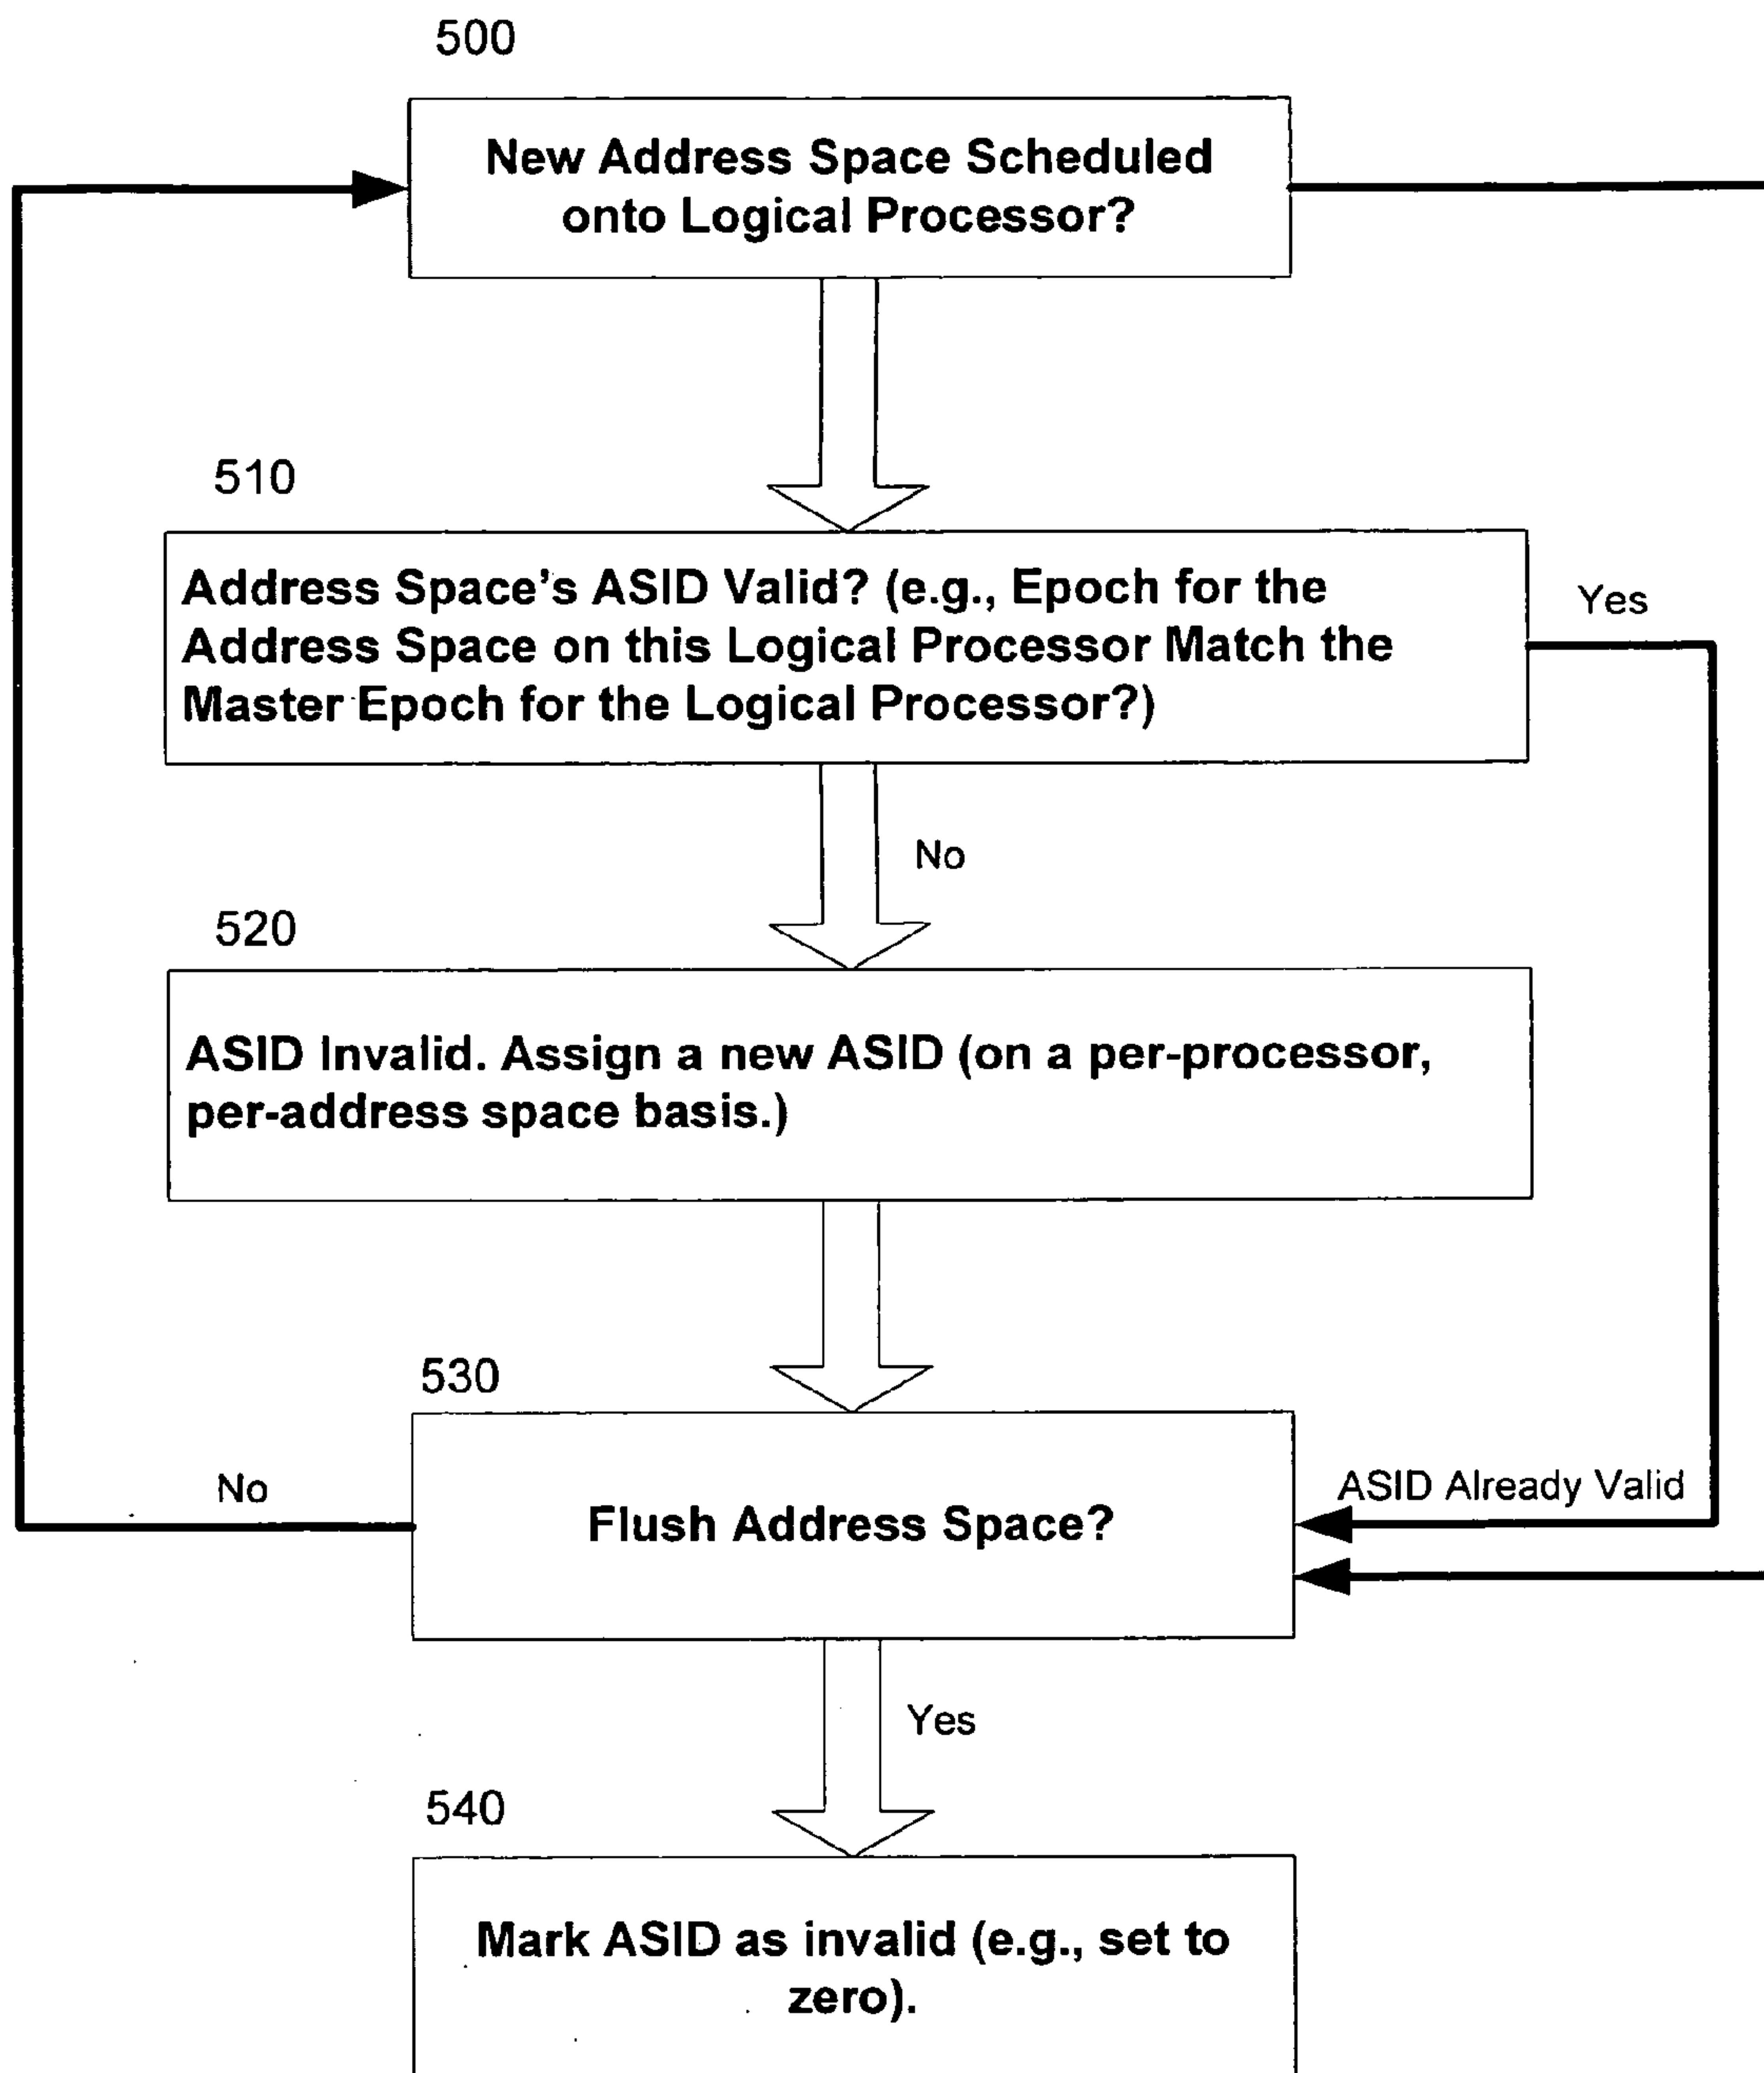 500
New Address Space Scheduled
onto Logical Processor?
510
Address Space's ASID Valid? (e.g., Epoch for the
Address Space on this Logical Processor Match the
Master Epoch for the Logical Processor?)
Yes
No
520
ASID Invalid. Assign a new ASID (on a per-processor,
per-address space basis.)
530
No
Flush Address Space?
ASID Already Valid
Yes
540
Mark ASID as invalid (e.g., set to
zero).